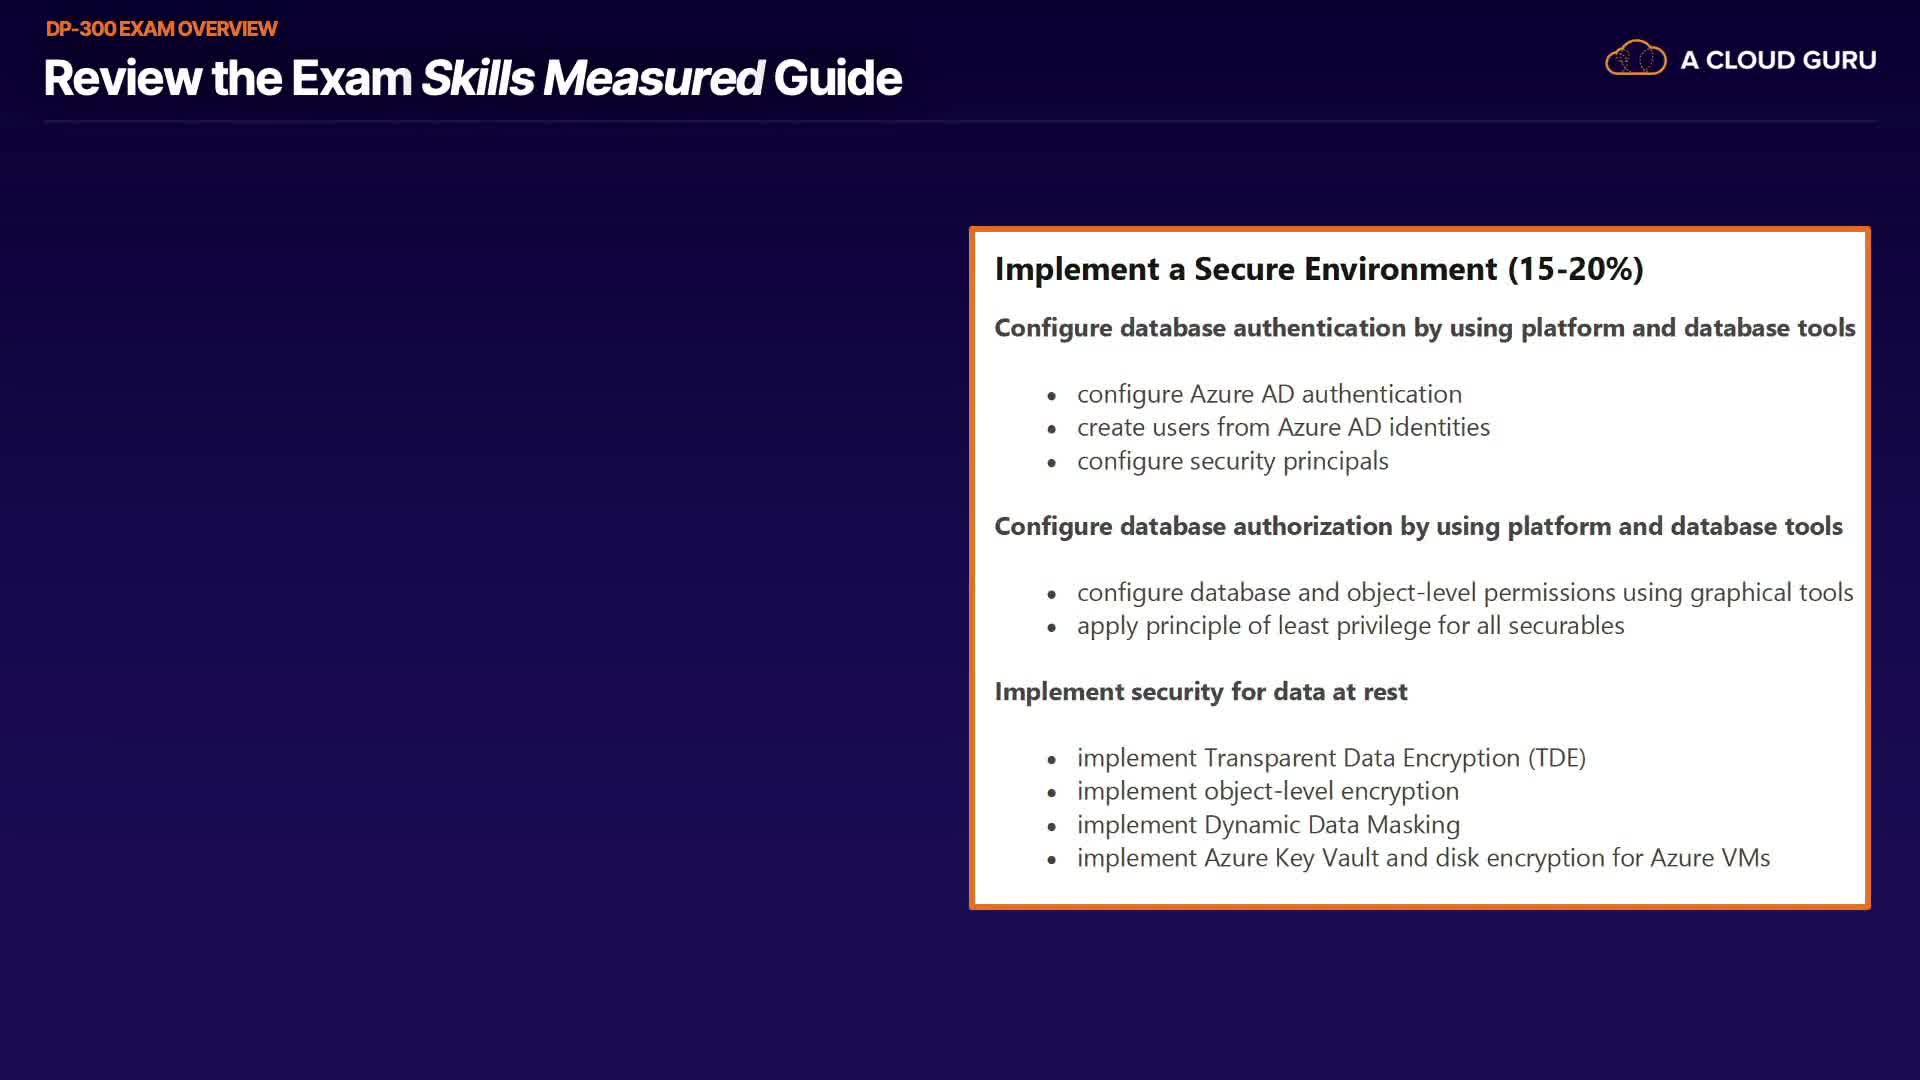 DP-300 EXAM OVERVIEW
Review the Exam Skills Measured Guide
A CLOUD GURU
Implement a Secure Environment (15-20%)
Configure database authentication by using platform and database tools
• configure Azure AD authentication
• create users from Azure AD identities
• configure security principals
Configure database authorization by using platform and database tools
• configure database and object-level permissions using graphical tools
• apply principle of least privilege for all securables
Implement security for data at rest
• implement Transparent Data Encryption (TDE)
• implement object-level encryption
• implement Dynamic Data Masking
• implement Azure Key Vault and disk encryption for Azure VMs